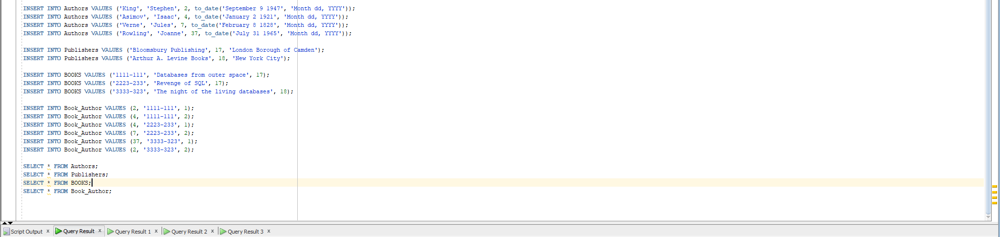 INSERT INTO Authors VALUES ('King', 'Stephen', 2, to_date('September 9 1947', 'Month dd, YYYY'));
INSERT INTO Authors VALUES ('Asimov', 'Isaac', 4, to_date('January 2 1921', 'Month dd, YYYY'));
INSERT INTO Authors VALUES ('Verne', 'Jules', 7, to_date('February 8 1828', 'Month dd, YYYY'));
INSERT INTO Authors VALUES ('Rowling', 'Joanne', 37, to_date('July 31 1965', 'Month dd, YYYY'));
INSERT INTO Publishers VALUES ('Bloomsbury Publishing', 17, 'London Borough of Camden');
INSERT INTO Publishers VALUES ('Arthur A. Levine Books', 18, 'New York City');
INSERT INTO BOOKS VALUES ('1111-111', 'Databases from outer space', 17);
INSERT INTO BOOKS VALUES ('2223-233', 'Revenge of SQL', 17);
INSERT INTO BOOKS VALUES ('3333-323', 'The night of the living databases', 18);
INSERT INTO Book_Author VALUES (2, '1111-111', 1);
INSERT INTO Book_Author VALUES (4, '1111-111', 2);
INSERT INTO Book_Author VALUES (4, '2223-233', 1);
INSERT INTO Book_Author VALUES (7, '2223-233', 2);
INSERT INTO Book_Author VALUES (37, '3333-323', 1);
INSERT INTO Book_Author VALUES (2, '3333-323', 2);
SELECT * FROM Authors;
SELECT * FROM Publishers;
SELECT * FROM BOOKS;
SELECT * FROM Book_Author;
Script Output x Query Result x Query Result 1 x Query Result 2 x Query Result 3 x